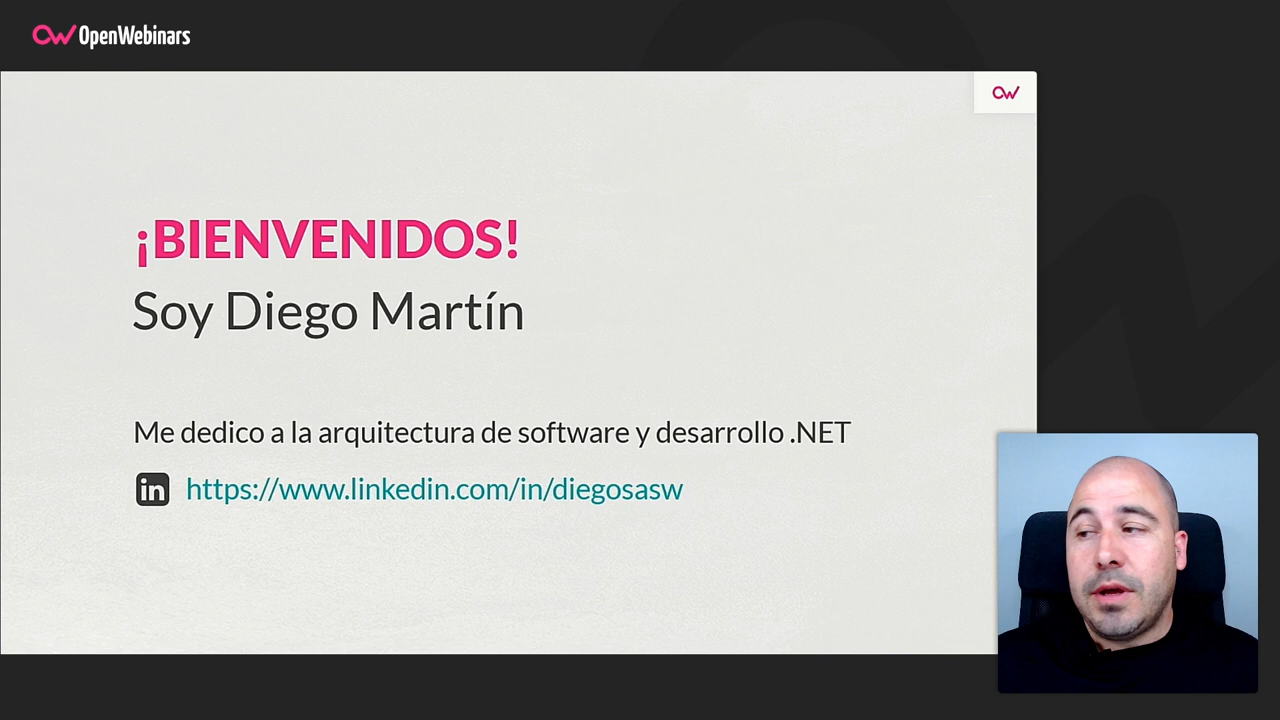 OpenWebinars
¡BIENVENIDOS!
Soy Diego Martín
Me dedico a la arquitectura de software y desarrollo .NET
in https://www.linkedin.com/in/diegosasw